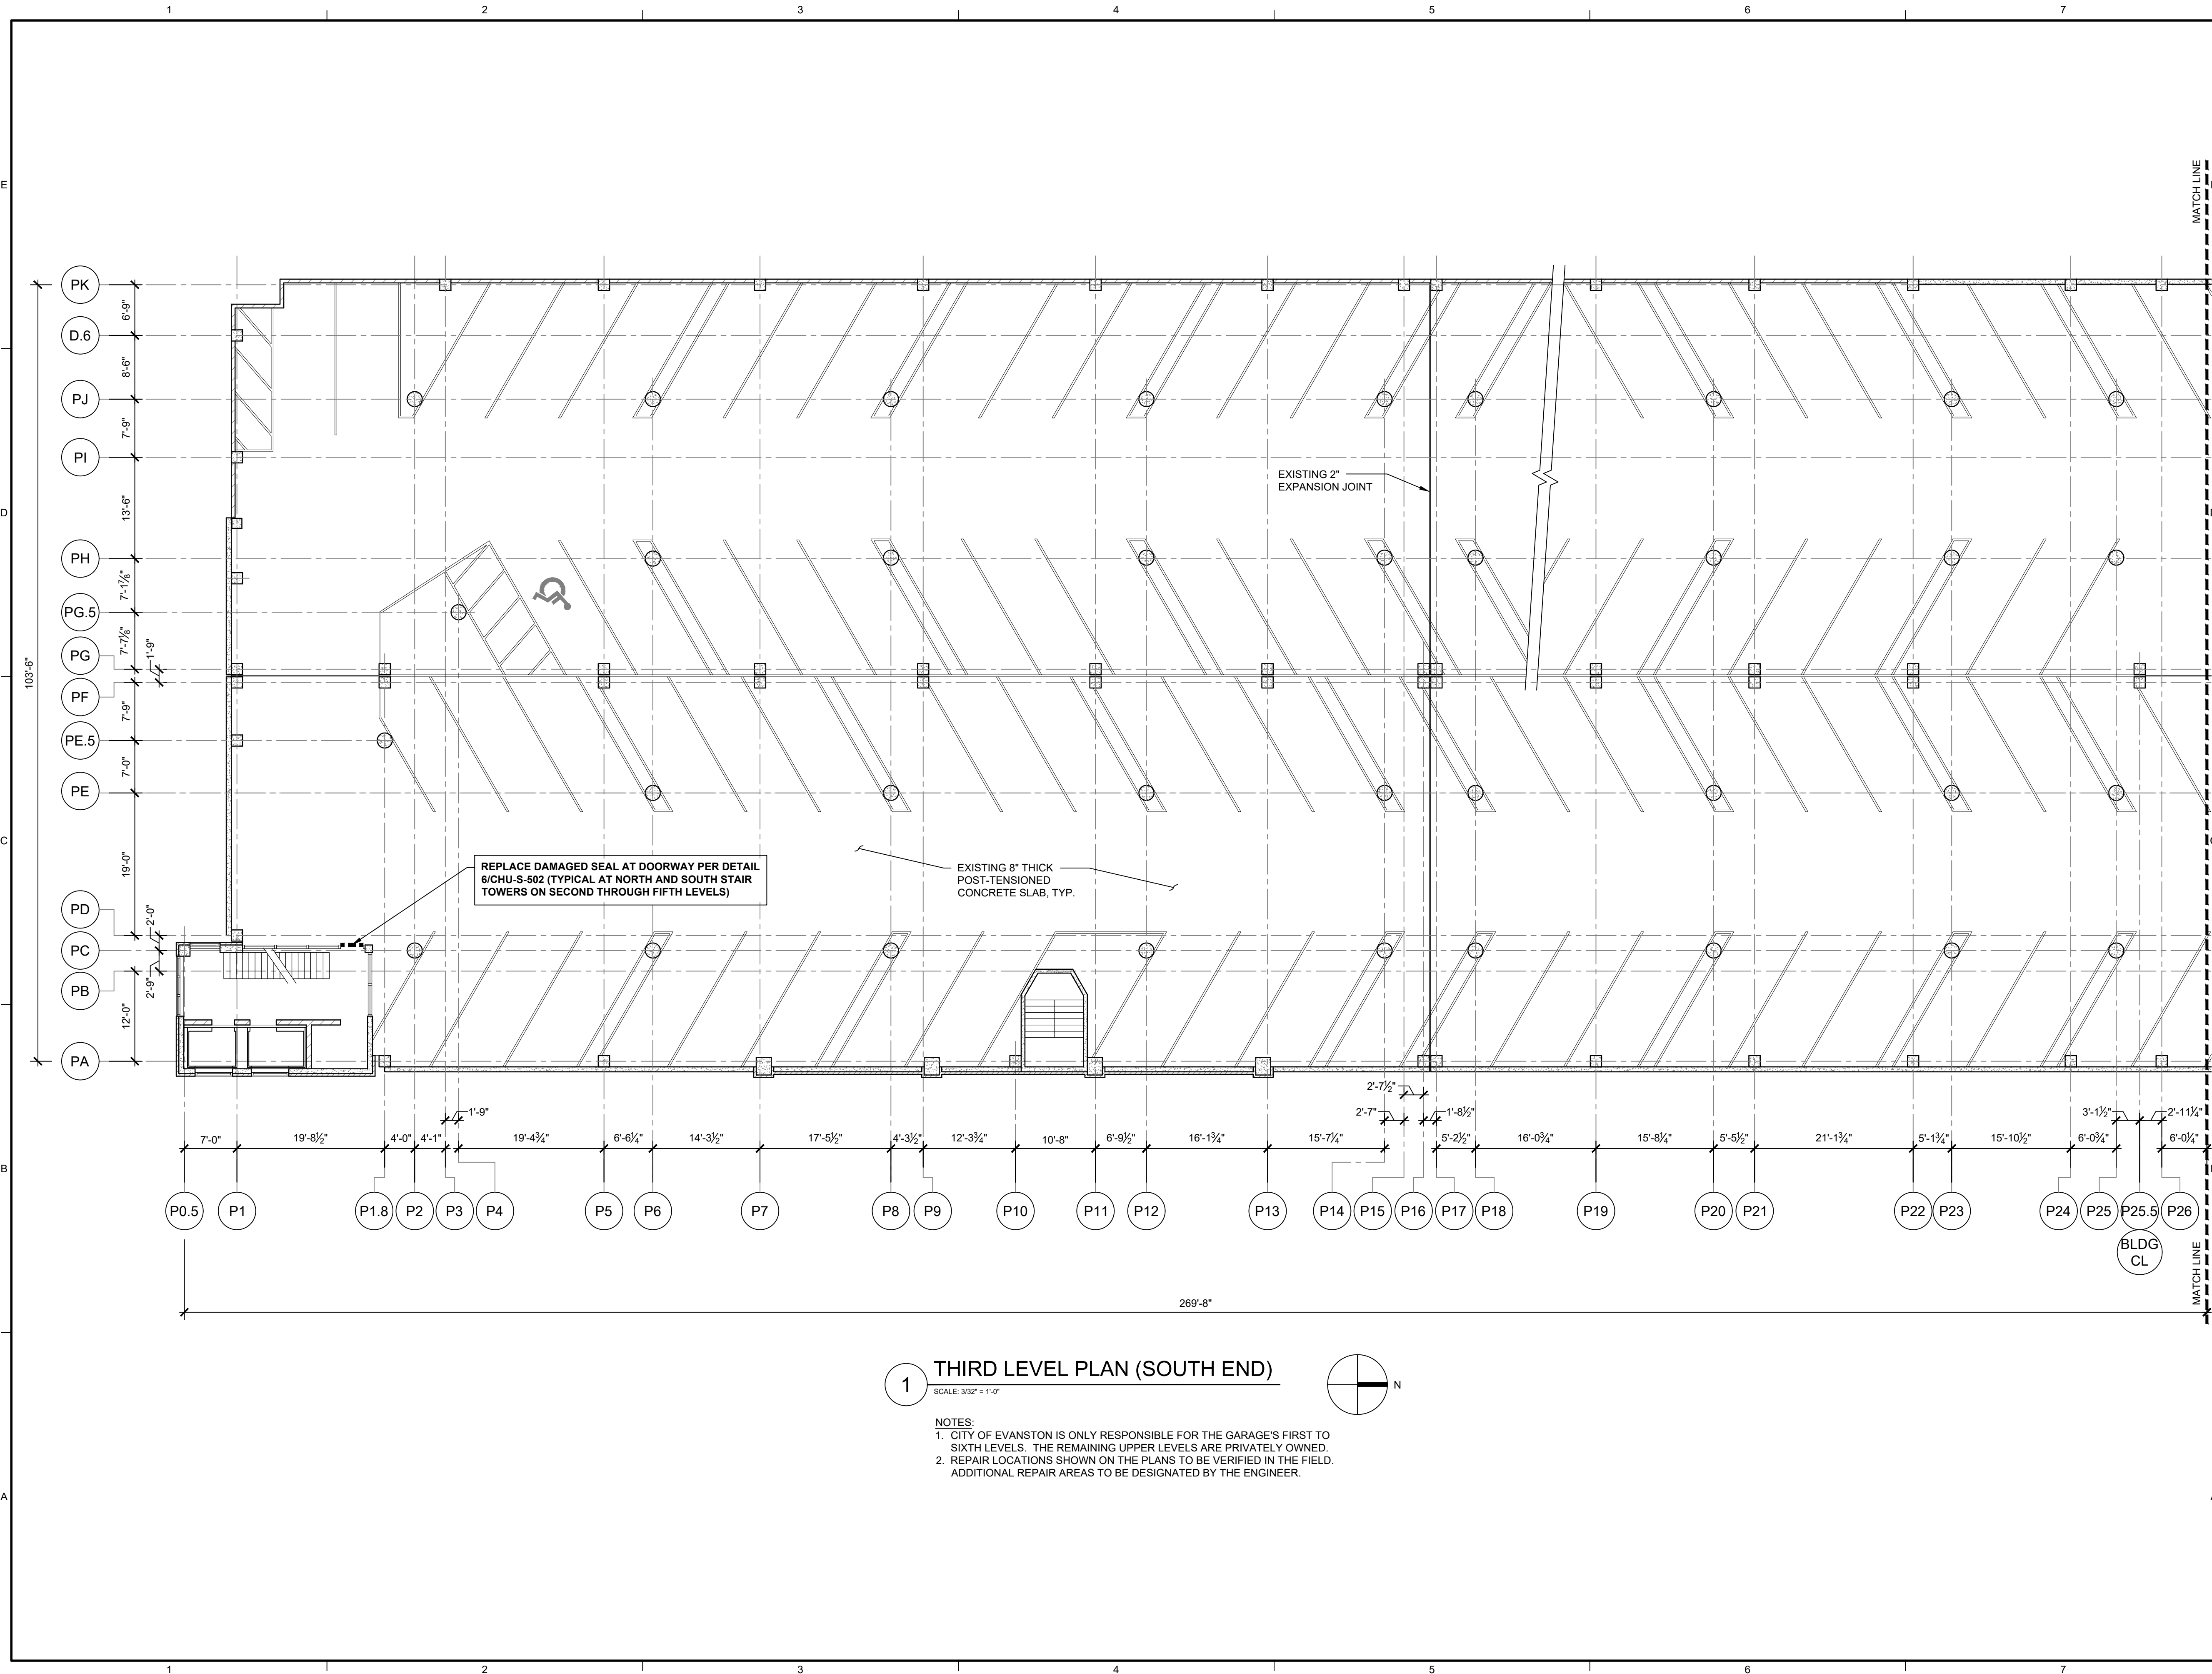 1 2 3 4 5 6 7
E
D
C
B
A
MATCH LINE
PK
D.6
PJ
PI
PH
PG.5
PG
PF
PE.5
PE
PD
PC
PB
PA
6'-9"
8'-6"
7'-9"
13'-6"
7'-1⅞"
7'-7⅛"
1'-9"
7'-9"
7'-0"
19'-0"
2'-0"
2'-9"
12'-0"
103'-6"
EXISTING 2"
EXPANSION JOINT
REPLACE DAMAGED SEAL AT DOORWAY PER DETAIL
6/CHU-S-502 (TYPICAL AT NORTH AND SOUTH STAIR
TOWERS ON SECOND THROUGH FIFTH LEVELS)
EXISTING 8" THICK
POST-TENSIONED
CONCRETE SLAB, TYP.
2'-7½"
1'-9" 2'-7" 1'-8½" 3'-1½" 2'-11¼"
7'-0" 19'-8½" 4'-0" 4'-1" 19'-4¾" 6'-6¼" 14'-3½" 17'-5½" 4'-3½" 12'-3¾" 10'-8" 6'-9½" 16'-1¾" 15'-7¼" 5'-2½" 16'-0¾" 15'-8¼" 5'-5½" 21'-1¾" 5'-1¾" 15'-10½" 6'-0¾" 6'-0¼"
P0.5 P1 P1.8 P2 P3 P4 P5 P6 P7 P8 P9 P10 P11 P12 P13 P14 P15 P16 P17 P18 P19 P20 P21 P22 P23 P24 P25 P25.5 P26
BLDG
CL
MATCH LINE
269'-8"
1
THIRD LEVEL PLAN (SOUTH END)
SCALE: 3/32" = 1'-0"
N
NOTES:
1. CITY OF EVANSTON IS ONLY RESPONSIBLE FOR THE GARAGE'S FIRST TO
SIXTH LEVELS. THE REMAINING UPPER LEVELS ARE PRIVATELY OWNED.
2. REPAIR LOCATIONS SHOWN ON THE PLANS TO BE VERIFIED IN THE FIELD.
ADDITIONAL REPAIR AREAS TO BE DESIGNATED BY THE ENGINEER.
1 2 3 4 5 6 7